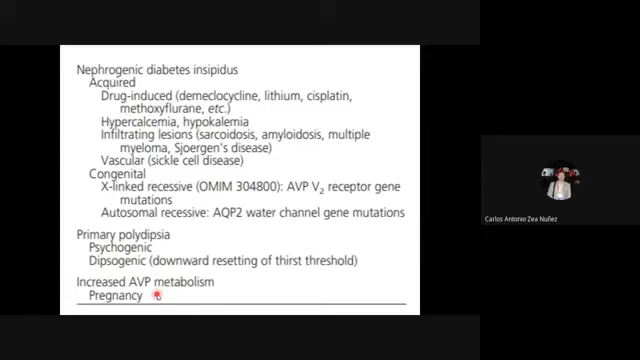 Nephrogenic diabetes insipidus
Acquired
Drug-induced (demeclocycline, lithium, cisplatin,
methoxyflurane, etc.)
Hypercalcemia, hypokalemia
Infiltrating lesions (sarcoidosis, amyloidosis, multiple
myeloma, Sjoergen's disease)
Vascular (sickle cell disease)
Congenital
X-linked recessive (OMIM 304800): AVP V₂ receptor gene
mutations
Autosomal recessive: AQP2 water channel gene mutations
Primary polydipsia
Psychogenic
Dipsogenic (downward resetting of thirst threshold)
Increased AVP metabolism
Pregnancy
Carlos Antonio Zea Nuñez